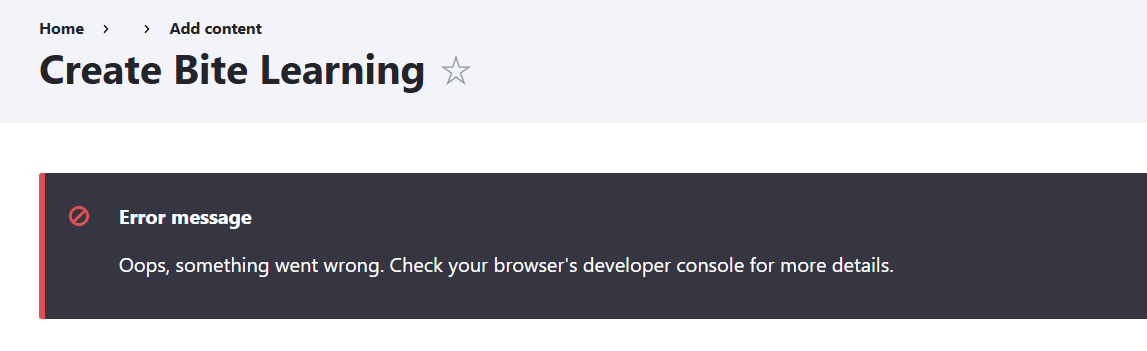 Home > > Add content
Create Bite Learning ☆
Error message
Oops, something went wrong. Check your browser's developer console for more details.